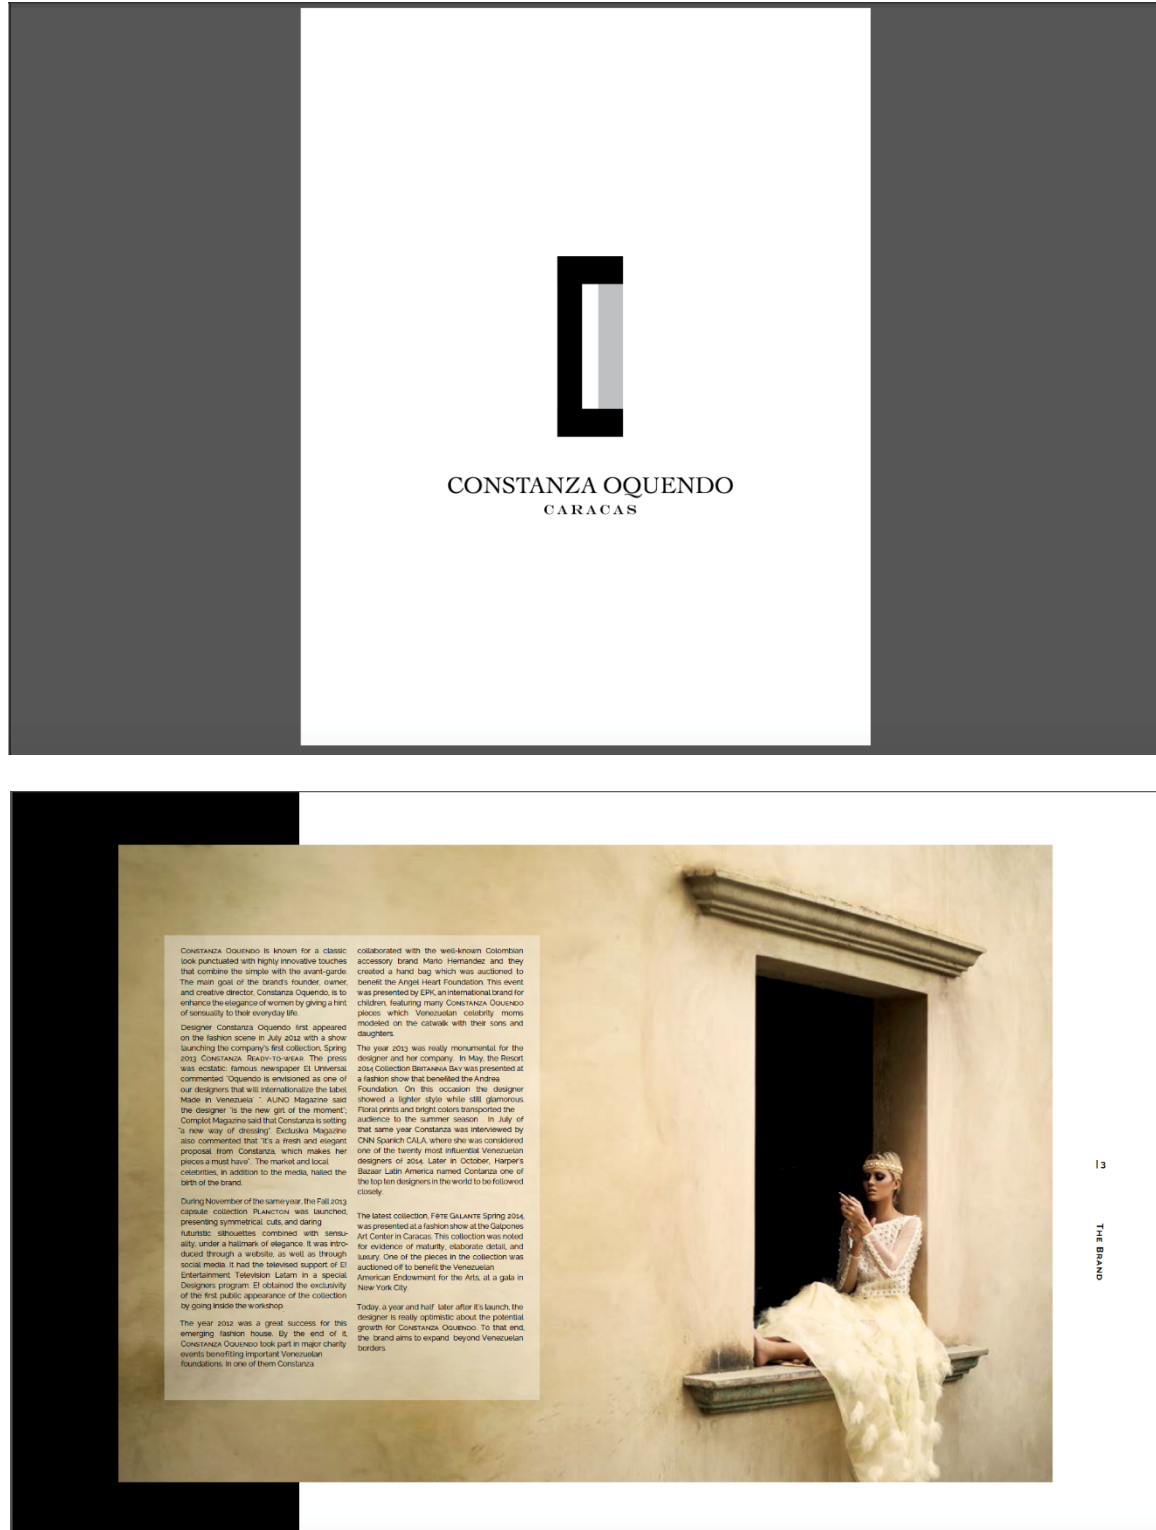 CONSTANZA OQUENDO
CARACAS
CONSTANZA OQUENDO is known for a classic
look punctuated with highly innovative touches
that combine the simple with the avant-garde.
The main goal of the brand's founder, owner,
and creative director, Constanza Oquendo, is to
enhance the elegance of women by giving a hint
of sensuality to their everyday life.
Designer Constanza Oquendo first appeared
on the fashion scene in July 2012 with a show
launching the company's first collection, Spring
2013 CONSTANZA READY-TO-WEAR. The press
was ecstatic: famous newspaper El Universal
commented "Oquendo is envisioned as one of
our designers that will internationalize the label
Made in Venezuela¨ ". AUNO Magazine said
the designer "is the new girl of the moment";
Complot Magazine said that Constanza is setting
"a new way of dressing". Exclusiva Magazine
also commented that "it's a fresh and elegant
proposal from Constanza, which makes her
pieces a must have". The market and local
celebrities, in addition to the media, hailed the
birth of the brand.
During November of the same year, the Fall 2013
capsule collection PLANCTON was launched,
presenting symmetrical cuts, and daring
futuristic silhouettes combined with sensu-
ality, under a hallmark of elegance. It was intro-
duced through a website, as well as through
social media. It had the televised support of E!
Entertainment Television Latam in a special
Designers program. E! obtained the exclusivity
of the first public appearance of the collection
by going inside the workshop.
The year 2012 was a great success for this
emerging fashion house. By the end of it,
CONSTANZA OQUENDO took part in major charity
events benefiting important Venezuelan
foundations. In one of them Constanza
collaborated with the well-known Colombian
accessory brand Mario Hernandez and they
created a hand bag which was auctioned to
benefit the Angel Heart Foundation. This event
was presented by EPK, an international brand for
children, featuring many CONSTANZA OQUENDO
pieces which Venezuelan celebrity moms
modeled on the catwalk with their sons and
daughters.
The year 2013 was really monumental for the
designer and her company. In May, the Resort
2014 Collection BRITANNIA BAY was presented at
a fashion show that benefited the Andrea
Foundation. On this occasion the designer
showed a lighter style while still glamorous.
Floral prints and bright colors transported the
audience to the summer season. In July of
that same year Constanza was interviewed by
CNN Spanich CALA, where she was considered
one of the twenty most influential Venezuelan
designers of 2014. Later in October, Harper's
Bazaar Latin America named Contanza one of
the top ten designers in the world to be followed
closely.
The latest collection, FÊTE GALANTE Spring 2014,
was presented at a fashion show at the Galpones
Art Center in Caracas. This collection was noted
for evidence of maturity, elaborate detail, and
luxury. One of the pieces in the collection was
auctioned off to benefit the Venezuelan
American Endowment for the Arts, at a gala in
New York City.
Today, a year and half later after it's launch, the
designer is really optimistic about the potential
growth for CONSTANZA OQUENDO. To that end,
the brand aims to expand beyond Venezuelan
borders.
| 3
THE BRAND